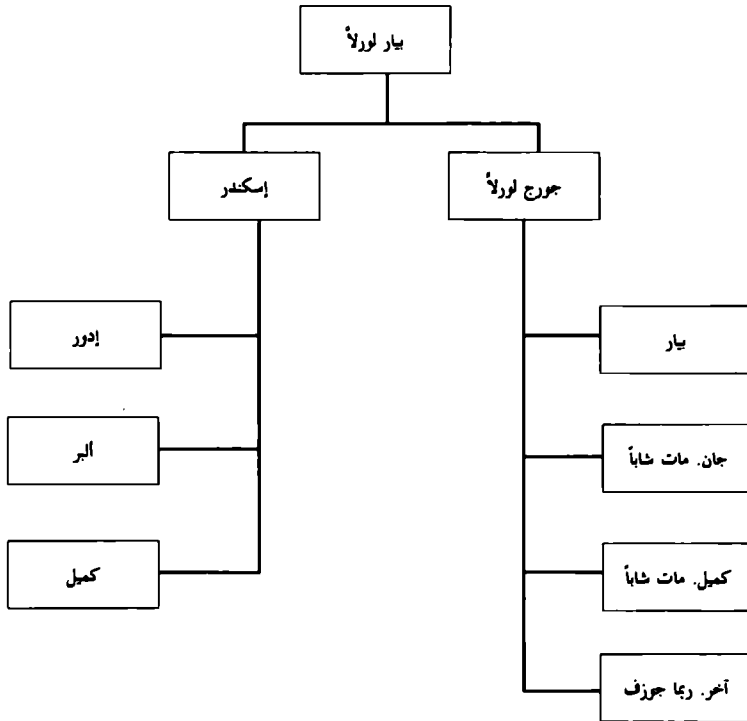 بيار لورلاً
جورج لورلاً
إسكندر
بيار
إدور
جان. مات شاباً
ألبر
كميل. مات شاباً
كميل
آخر. ربما جوزف